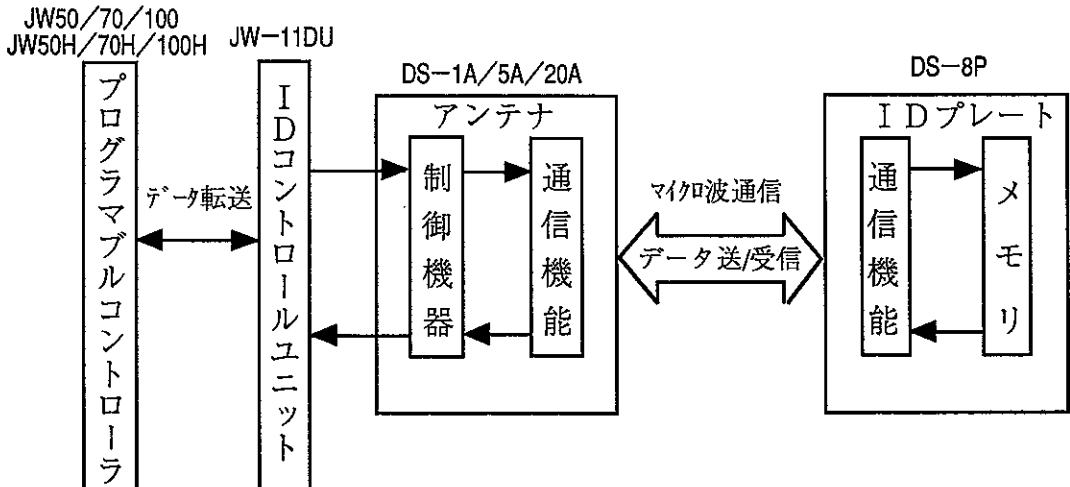 JW50/70/100
JW50H/70H/100H
JW-11DU
DS-1A/5A/20A
DS-8P
プログラマブルコントローラ
データ転送
IDコントロールユニット
アンテナ
制御機器
通信機能
マイクロ波通信
データ送/受信
IDプレート
通信機能
メモリ